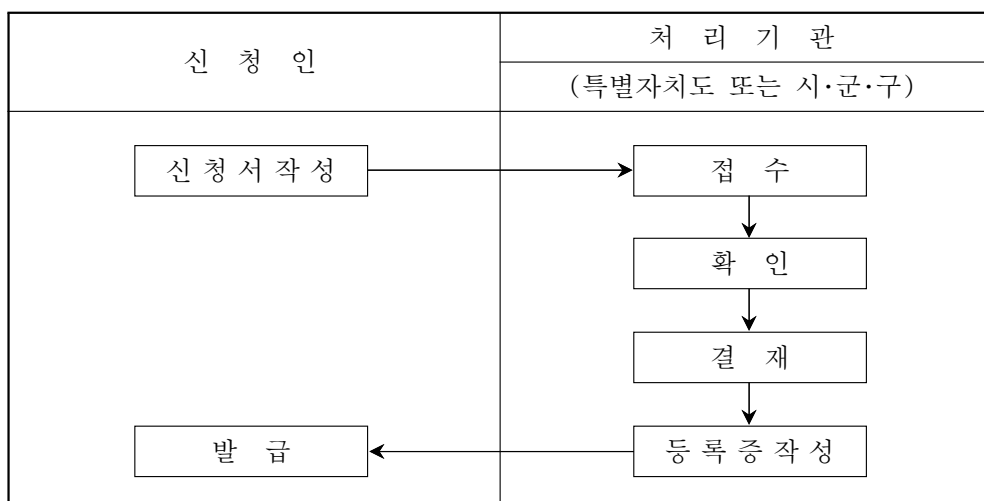 신 청 인
처 리 기 관
(특별자치도 또는 시·군·구)
신 청 서 작 성
접 수
확 인
결 재
발 급
등 록 증 작 성